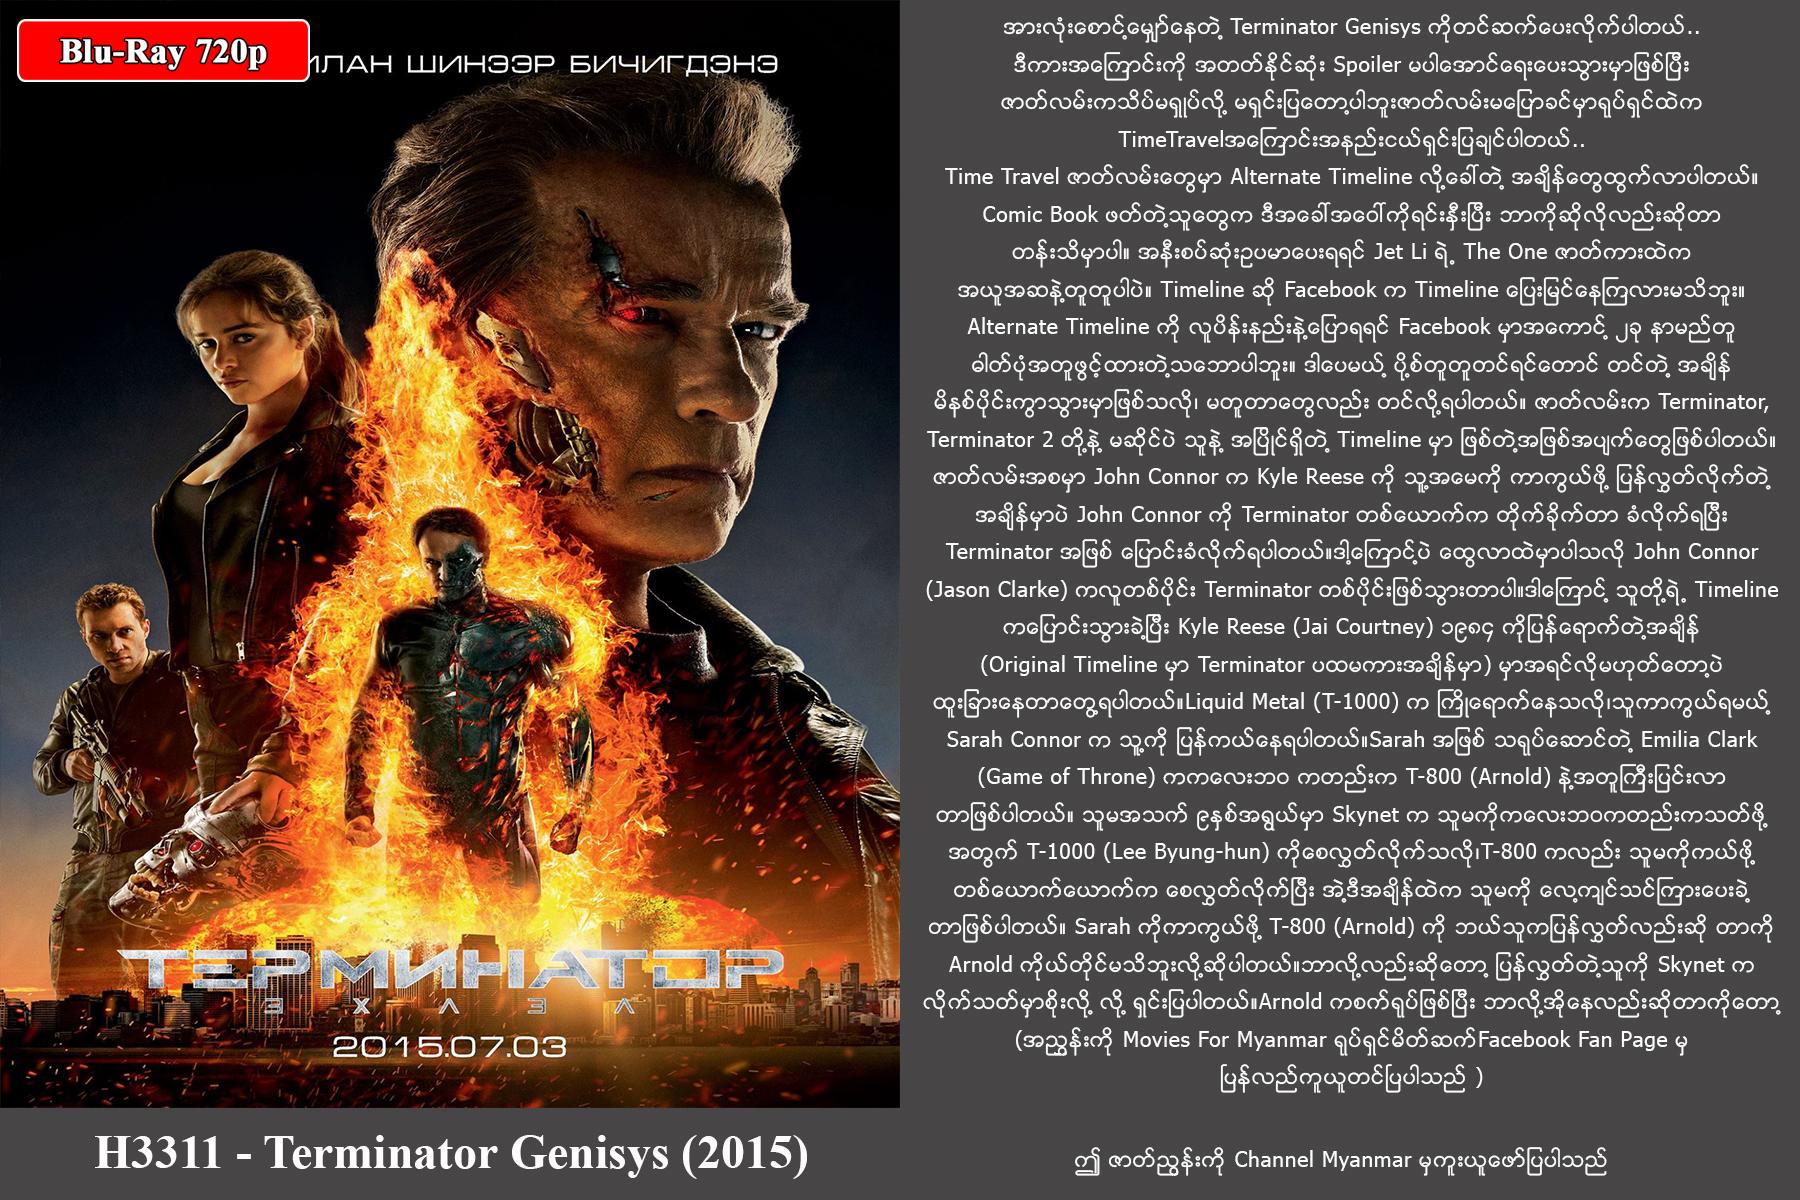 Blu-Ray 720p
ИЛАН ШИНЭЭР БИЧИГДЭНЭ
ТЕРМИНАТОР
ЭХЛЭЛ
2015.07.03
H3311 - Terminator Genisys (2015)
အားလုံးစောင့်မျှော်နေတဲ့ Terminator Genisys ကိုတင်ဆက်ပေးလိုက်ပါတယ်..
ဒီကားအကြောင်းကို အတတ်နိုင်ဆုံး Spoiler မပါအောင်ရေးပေးသွားမှာဖြစ်ပြီး
ဇာတ်လမ်းကသိပ်မရှုပ်လို့ မရှင်းပြတော့ပါဘူးဇာတ်လမ်းမပြောခင်မှာရုပ်ရှင်ထဲက
TimeTravelအကြောင်းအနည်းငယ်ရှင်းပြချင်ပါတယ်..
Time Travel ဇာတ်လမ်းတွေမှာ Alternate Timeline လို့ခေါ်တဲ့ အချိန်တွေထွက်လာပါတယ်။
Comic Book ဖတ်တဲ့သူတွေက ဒီအခေါ်အဝေါ်ကိုရင်းနှီးပြီး ဘာကိုဆိုလိုလည်းဆိုတာ
တန်းသိမှာပါ။ အနီးစပ်ဆုံးဥပမာပေးရရင် Jet Li ရဲ့ The One ဇာတ်ကားထဲက
အယူအဆနဲ့တူတူပါပဲ။ Timeline ဆို Facebook က Timeline ပြေးမြင်နေကြလားမသိဘူး။
Alternate Timeline ကို လူပိန်းနည်းနဲ့ပြောရရင် Facebook မှာအကောင့် ၂ခု နာမည်တူ
ဓါတ်ပုံအတူဖွင့်ထားတဲ့သဘောပါဘူး။ ဒါပေမယ့် ပို့စ်တူတူတင်ရင်တောင် တင်တဲ့ အချိန်
မိနစ်ပိုင်းကွာသွားမှာဖြစ်သလို၊ မတူတာတွေလည်း တင်လို့ရပါတယ်။ ဇာတ်လမ်းက Terminator,
Terminator 2 တို့နဲ့ မဆိုင်ပဲ သူနဲ့ အပြိုင်ရှိတဲ့ Timeline မှာ ဖြစ်တဲ့အဖြစ်အပျက်တွေဖြစ်ပါတယ်။
ဇာတ်လမ်းအစမှာ John Connor က Kyle Reese ကို သူ့အမေကို ကာကွယ်ဖို့ ပြန်လွှတ်လိုက်တဲ့
အချိန်မှာပဲ John Connor ကို Terminator တစ်ယောက်က တိုက်ခိုက်တာ ခံလိုက်ရပြီး
Terminator အဖြစ် ပြောင်းခံလိုက်ရပါတယ်။ဒါ့ကြောင့်ပဲ ထွေလာထဲမှာပါသလို John Connor
(Jason Clarke) ကလူတစ်ပိုင်း Terminator တစ်ပိုင်းဖြစ်သွားတာပါ။ဒါကြောင့် သူတို့ရဲ့ Timeline
ကပြောင်းသွားခဲ့ပြီး Kyle Reese (Jai Courtney) ၁၉၈၄ ကိုပြန်ရောက်တဲ့အချိန်
(Original Timeline မှာ Terminator ပထမကားအချိန်မှာ) မှာအရင်လိုမဟုတ်တော့ပဲ
ထူးခြားနေတာတွေ့ရပါတယ်။Liquid Metal (T-1000) က ကြိုရောက်နေသလို၊သူကာကွယ်ရမယ့်
Sarah Connor က သူ့ကို ပြန်ကယ်နေရပါတယ်။Sarah အဖြစ် သရုပ်ဆောင်တဲ့ Emilia Clark
(Game of Throne) ကကလေးဘဝ ကတည်းက T-800 (Arnold) နဲ့အတူကြီးပြင်းလာ
တာဖြစ်ပါတယ်။ သူမအသက် ၉နှစ်အရွယ်မှာ Skynet က သူမကိုကလေးဘဝကတည်းကသတ်ဖို့
အတွက် T-1000 (Lee Byung-hun) ကိုစေလွှတ်လိုက်သလို၊T-800 ကလည်း သူမကိုကယ်ဖို့
တစ်ယောက်ယောက်က စေလွှတ်လိုက်ပြီး အဲ့ဒီအချိန်ထဲက သူမကို လေ့ကျင့်သင်ကြားပေးခဲ့
တာဖြစ်ပါတယ်။ Sarah ကိုကာကွယ်ဖို့ T-800 (Arnold) ကို ဘယ်သူကပြန်လွှတ်လည်းဆို တာကို
Arnold ကိုယ်တိုင်မသိဘူးလို့ဆိုပါတယ်။ဘာလို့လည်းဆိုတော့ ပြန်လွှတ်တဲ့သူကို Skynet က
လိုက်သတ်မှာစိုးလို့ လို့ ရှင်းပြပါတယ်။Arnold ကစက်ရုပ်ဖြစ်ပြီး ဘာလို့အိုနေလည်းဆိုတာကိုတော့
(အညွှန်းကို Movies For Myanmar ရုပ်ရှင်မိတ်ဆက်Facebook Fan Page မှ
ပြန်လည်ကူယူတင်ပြပါသည် )
ဤ ဇာတ်ညွှန်းကို Channel Myanmar မှကူးယူဖော်ပြပါသည်